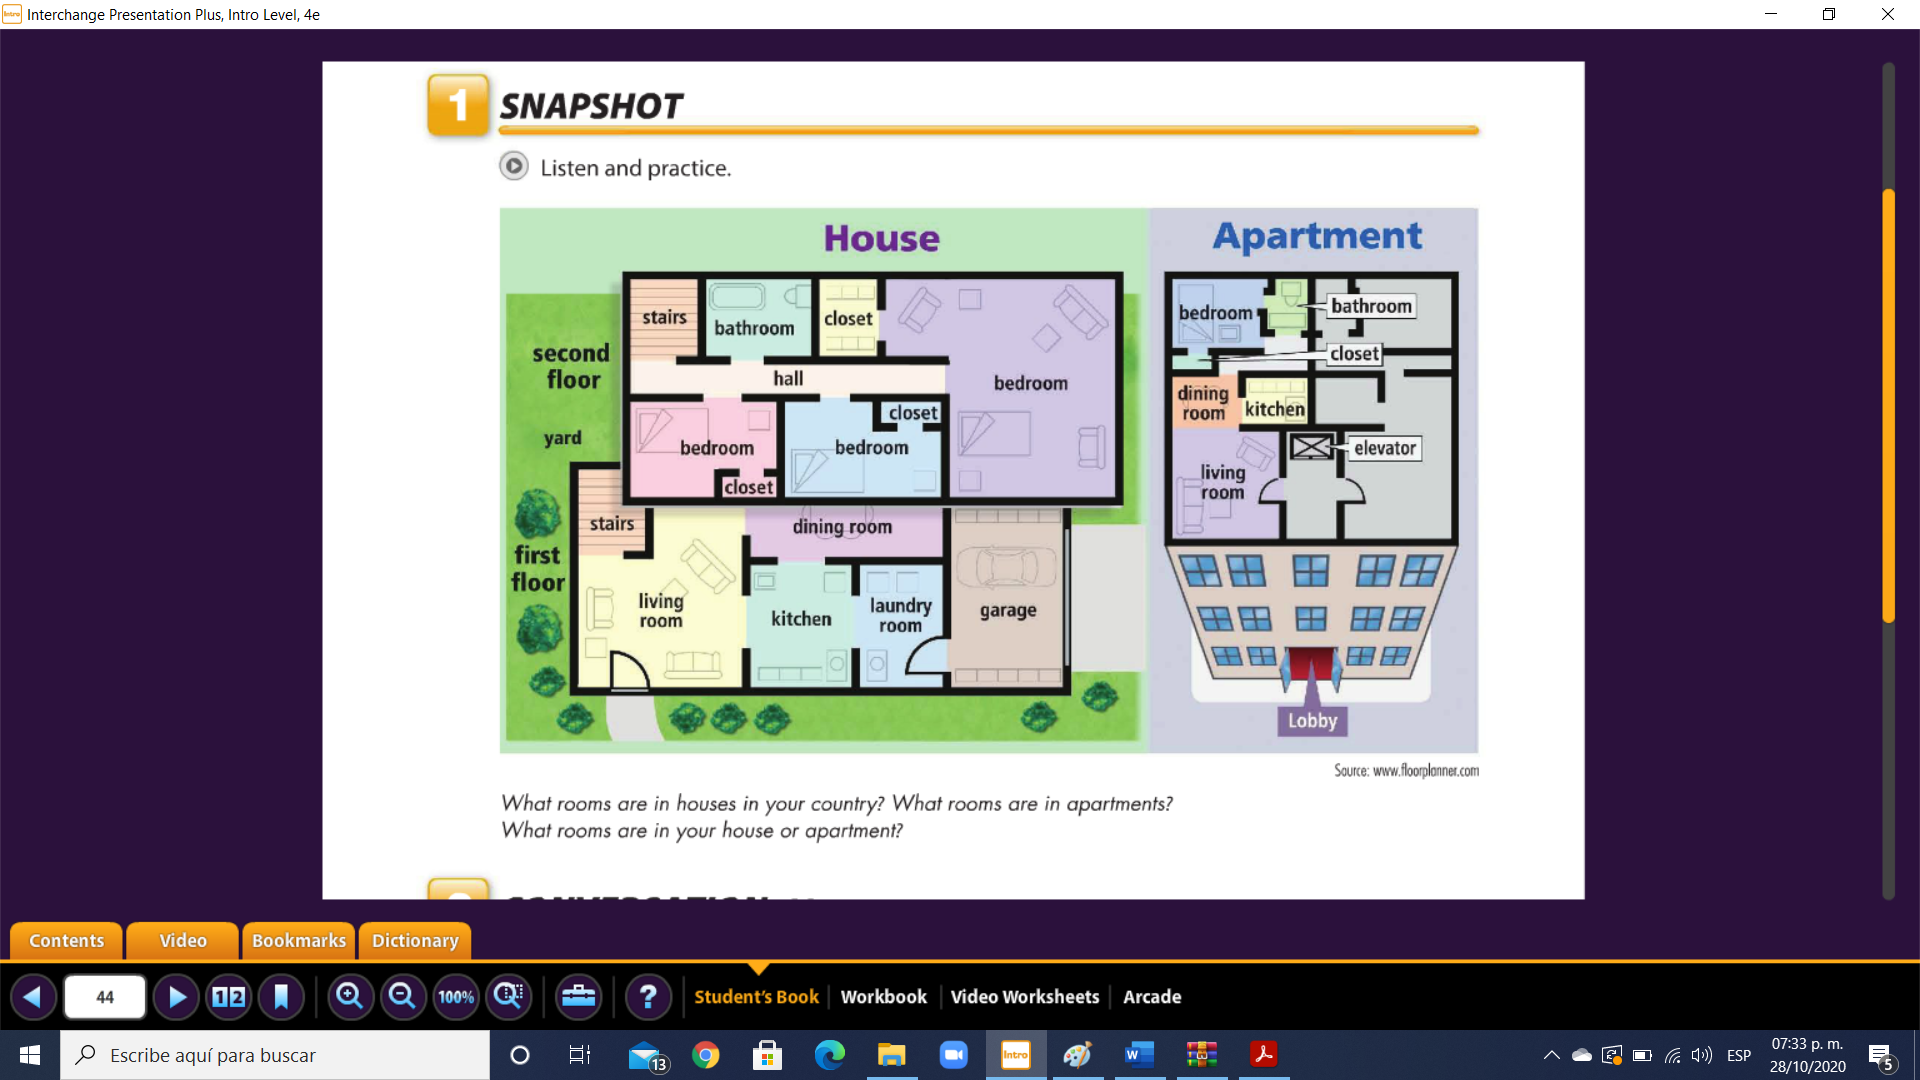 Interchange Presentation Plus, Intro Level, 4e
1 SNAPSHOT
Listen and practice.
House
Apartment
stairs
bathroom
closet
second
floor
hall
bedroom
closet
yard
bedroom
bedroom
closet
stairs
dining room
first
floor
living
room
kitchen
laundry
room
garage
bedroom
bathroom
closet
dining
room
kitchen
elevator
living
room
Lobby
Source: www.floorplanner.com
What rooms are in houses in your country? What rooms are in apartments?
What rooms are in your house or apartment?
Contents Video Bookmarks Dictionary
44 12 100% ? Student's Book Workbook Video Worksheets Arcade
Escribe aquí para buscar
13
Intro
W
ESP
07:33 p. m.
28/10/2020
5